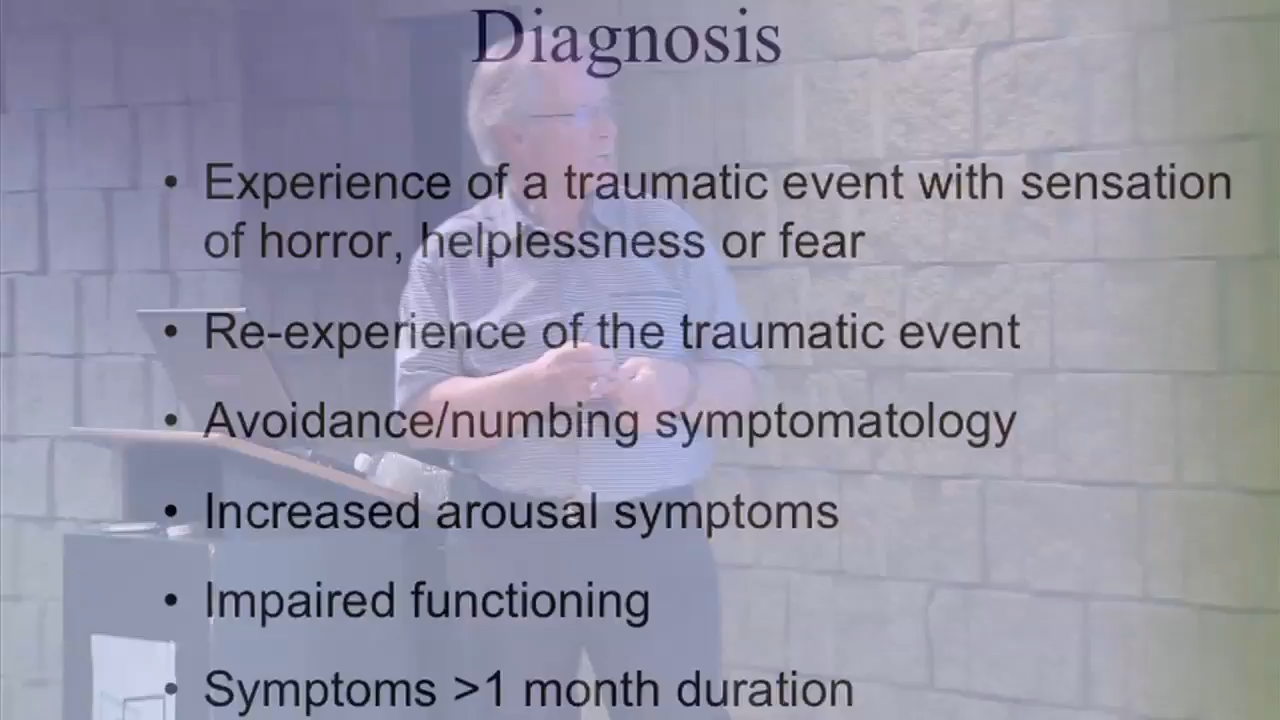 Diagnosis
• Experience of a traumatic event with sensation
of horror, helplessness or fear
• Re-experience of the traumatic event
• Avoidance/numbing symptomatology
• Increased arousal symptoms
• Impaired functioning
• Symptoms >1 month duration